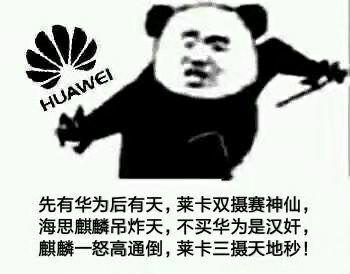 HUAWEI
先有华为后有天，莱卡双摄赛神仙，
海思麒麟吊炸天，不买华为是汉奸，
麒麟一怒高通倒，莱卡三摄天地秒！